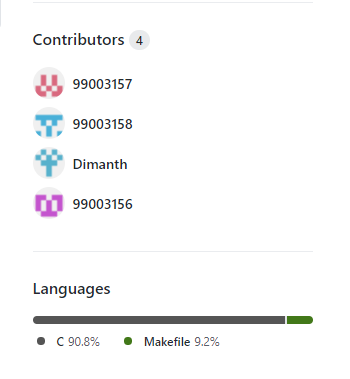 Contributors 4
99003157
99003158
Dimanth
99003156
Languages
C 90.8% Makefile 9.2%